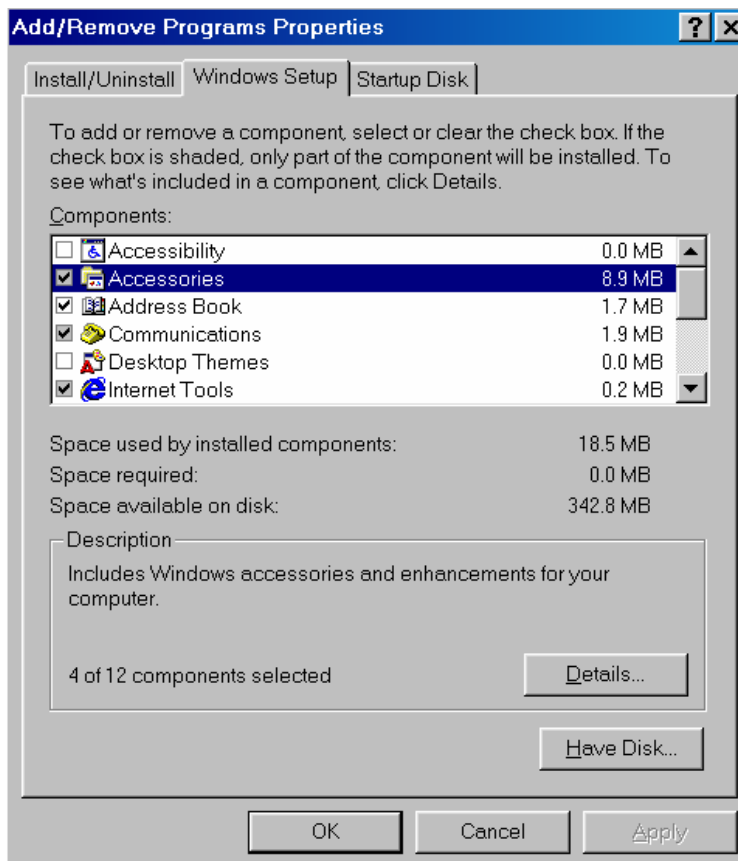 Add/Remove Programs Properties
Install/Uninstall Windows Setup Startup Disk
To add or remove a component, select or clear the check box. If the
check box is shaded, only part of the component will be installed. To
see what's included in a component, click Details.
Components:
Accessibility 0.0 MB
Accessories 8.9 MB
Address Book 1.7 MB
Communications 1.9 MB
Desktop Themes 0.0 MB
Internet Tools 0.2 MB
Space used by installed components: 18.5 MB
Space required: 0.0 MB
Space available on disk: 342.8 MB
Description
Includes Windows accessories and enhancements for your
computer.
4 of 12 components selected Details...
Have Disk...
OK Cancel Apply